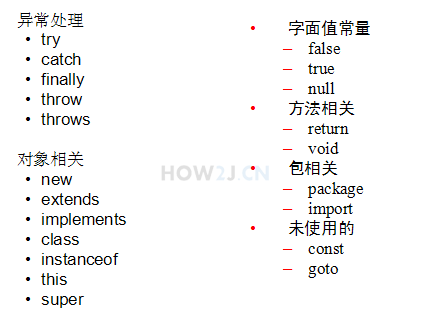 异常处理
• try
• catch
• finally
• throw
• throws
对象相关
• new
• extends
• implements
• class
• instanceof
• this
• super
• 字面值常量
– false
– true
– null
• 方法相关
– return
– void
• 包相关
– package
– import
• 未使用的
– const
– goto
HOW2J.CN